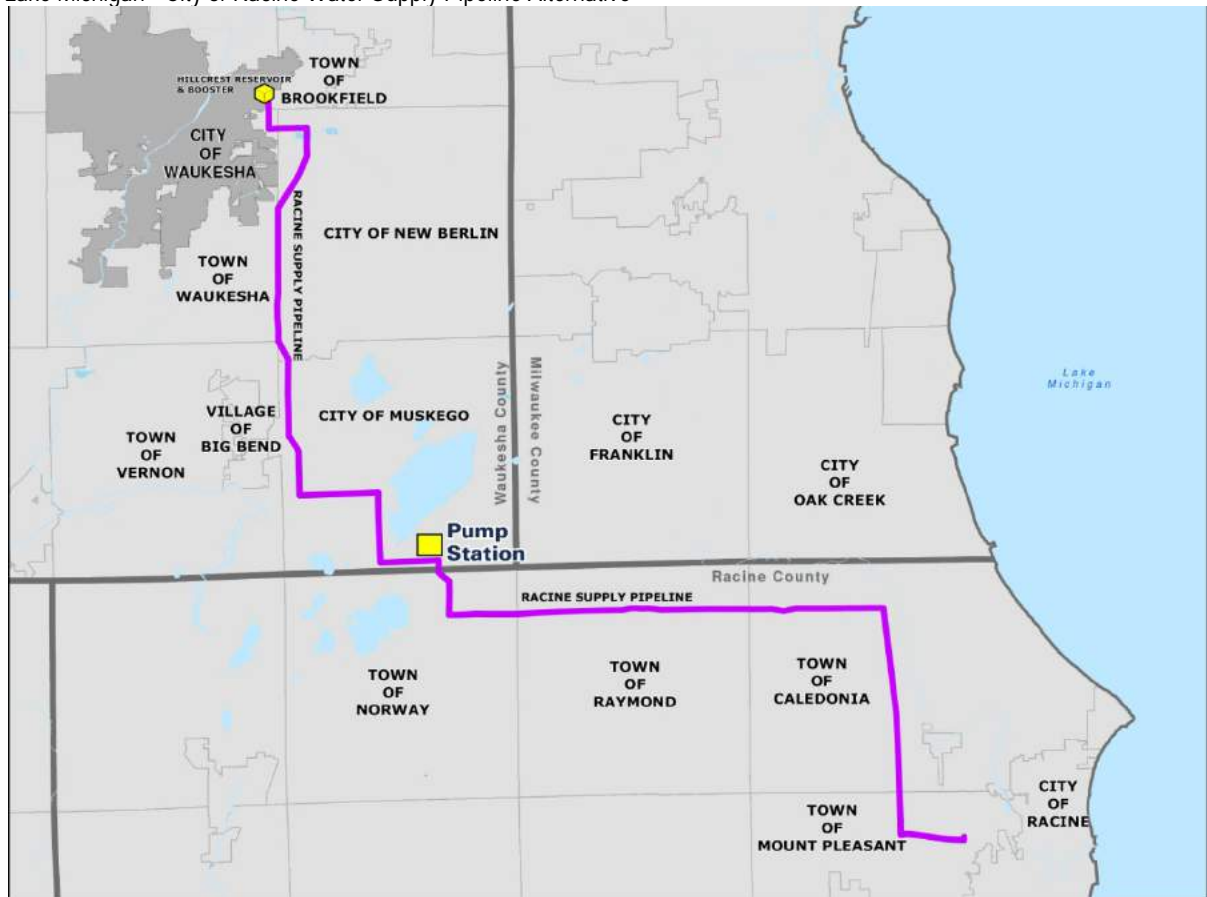 Lake Michigan - City of Racine Water Supply Pipeline Alternative
TOWN
OF
BROOKFIELD
HILLCREST RESERVOIR
& BOOSTER
CITY
OF
WAUKESHA
RACINE SUPPLY PIPELINE
CITY OF NEW BERLIN
TOWN
OF
WAUKESHA
Waukesha County
Milwaukee County
Lake
Michigan
VILLAGE
OF
BIG BEND
CITY OF MUSKEGO
TOWN
OF
VERNON
CITY
OF
FRANKLIN
CITY
OF
OAK CREEK
Pump
Station
Racine County
RACINE SUPPLY PIPELINE
TOWN
OF
NORWAY
TOWN
OF
RAYMOND
TOWN
OF
CALEDONIA
CITY
OF
RACINE
TOWN
OF
MOUNT PLEASANT